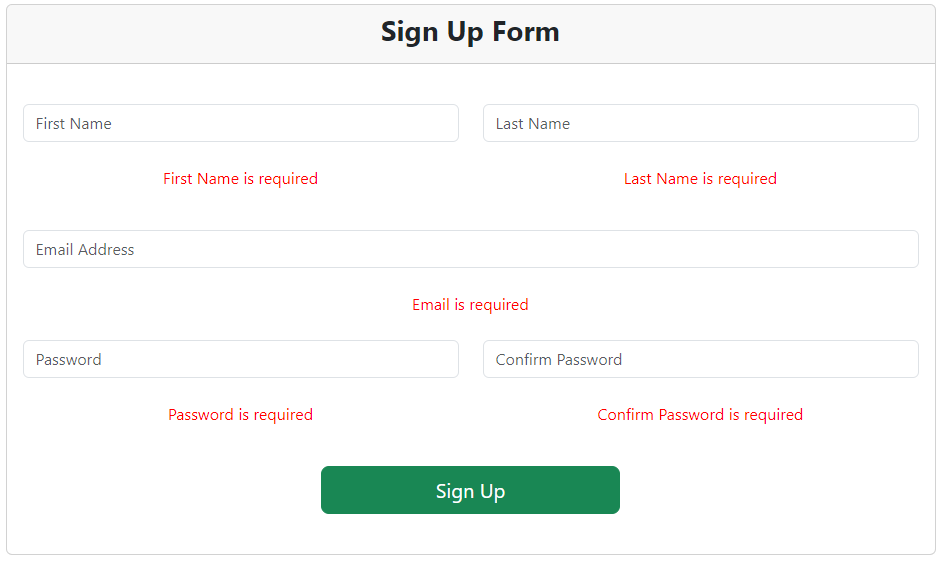 Sign Up Form
First Name
Last Name
First Name is required
Last Name is required
Email Address
Email is required
Password
Confirm Password
Password is required
Confirm Password is required
Sign Up